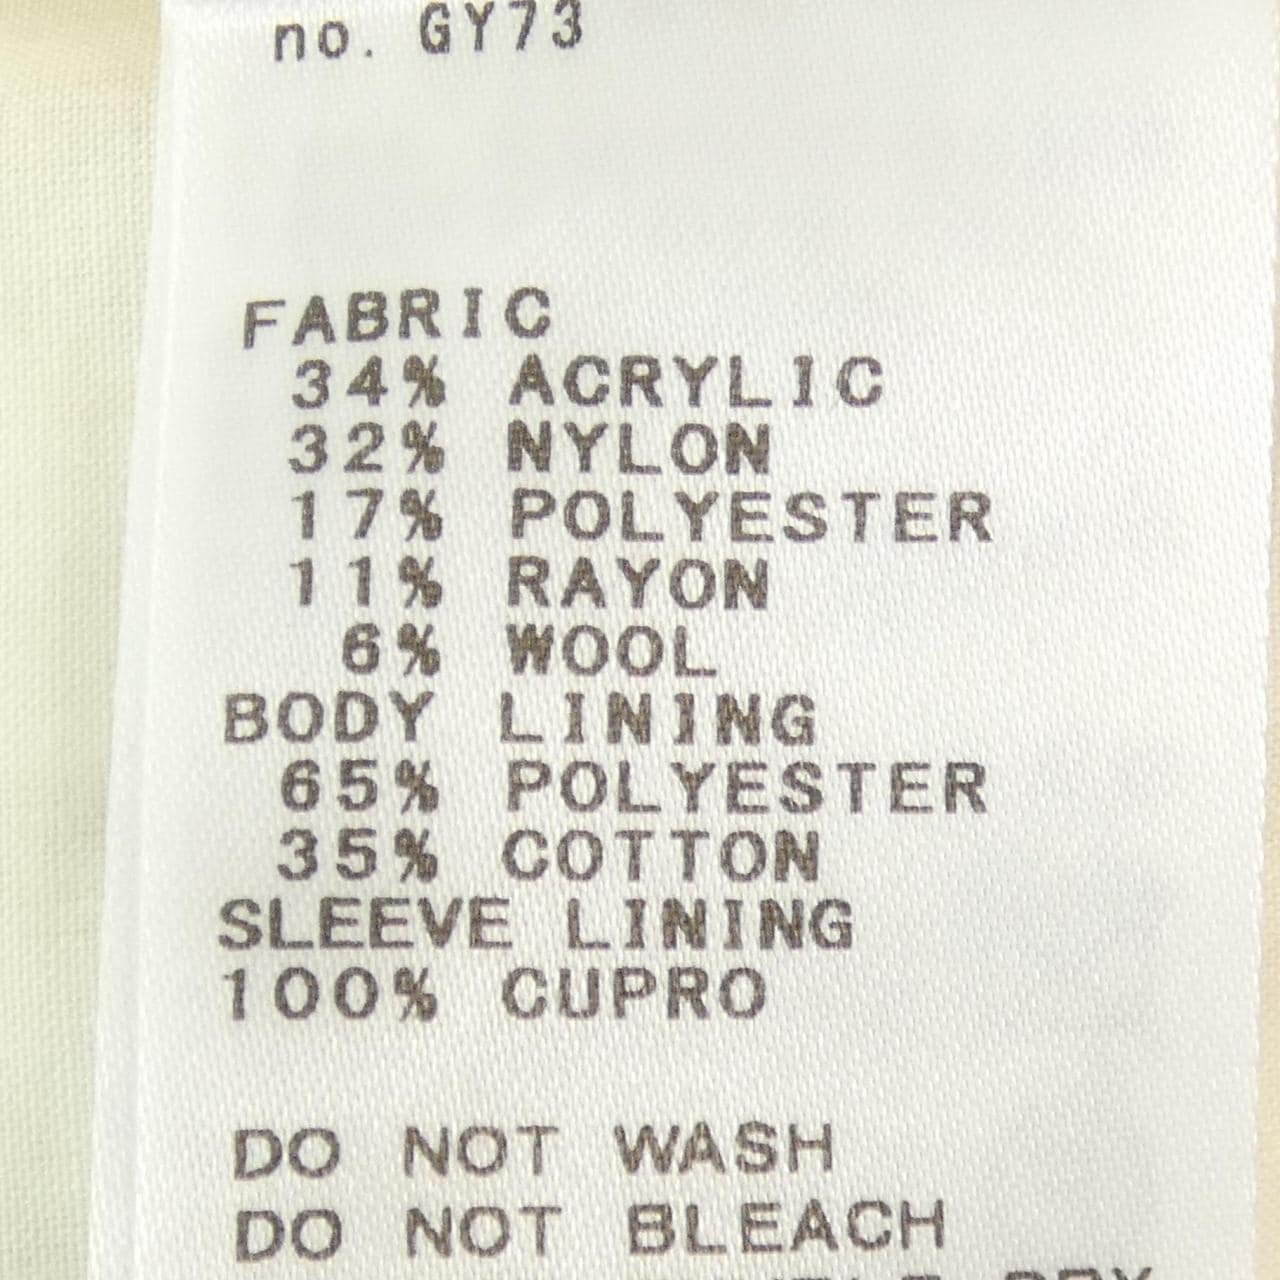 no. GY73
FABRIC
34% ACRYLIC
32% NYLON
17% POLYESTER
11% RAYON
6% WOOL
BODY LINING
65% POLYESTER
35% COTTON
SLEEVE LINING
100% CUPRO
DO NOT WASH
DO NOT BLEACH
DRY